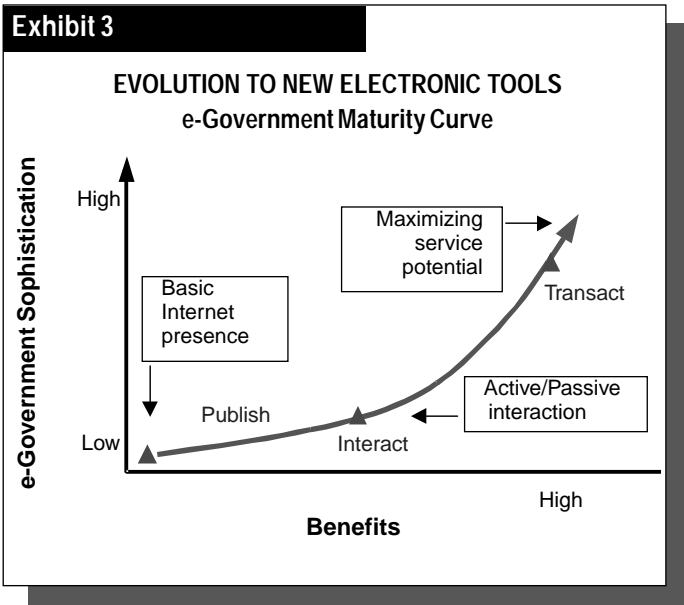 Exhibit 3
EVOLUTION TO NEW ELECTRONIC TOOLS
e-Government Maturity Curve
e-Government Sophistication
High
Maximizing
service
potential
Basic
Internet
presence
Transact
Publish
Active/Passive
interaction
Low
Interact
High
Benefits